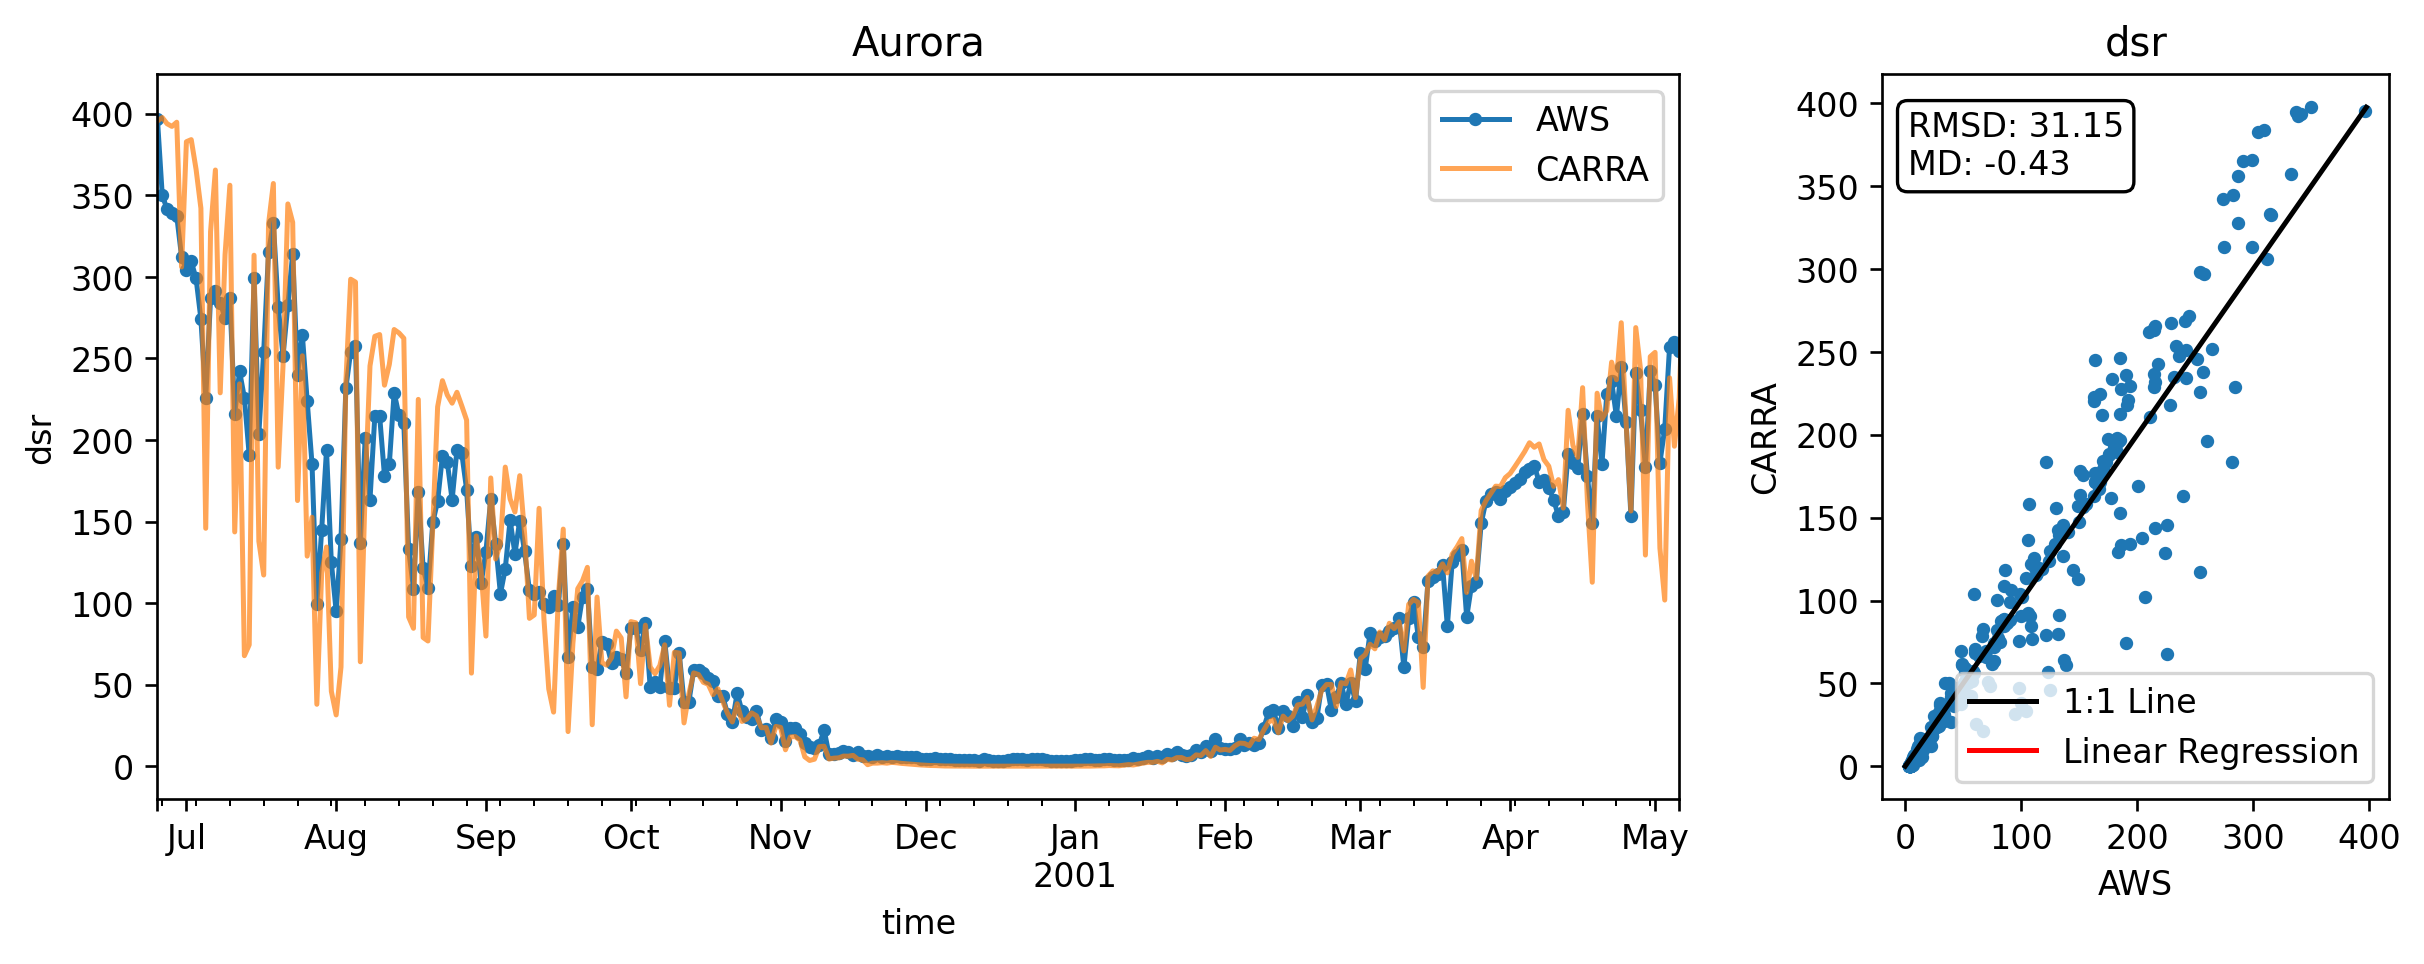 Aurora
dsr
400
350
300
250
200
150
100
50
0
AWS
CARRA
Jul Aug Sep Oct Nov Dec Jan Feb Mar Apr May
2001
time
dsr
CARRA
400
350
300
250
200
150
100
50
0
RMSD: 31.15
MD: -0.43
1:1 Line
Linear Regression
0 100 200 300 400
AWS